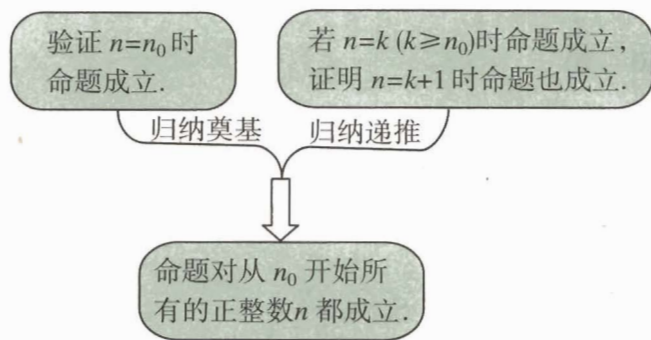 验证 n=n₀ 时
命题成立.
若 n=k (k≥n₀)时命题成立,
证明 n=k+1 时命题也成立.
归纳奠基
归纳递推
命题对从 n₀ 开始所
有的正整数n 都成立.